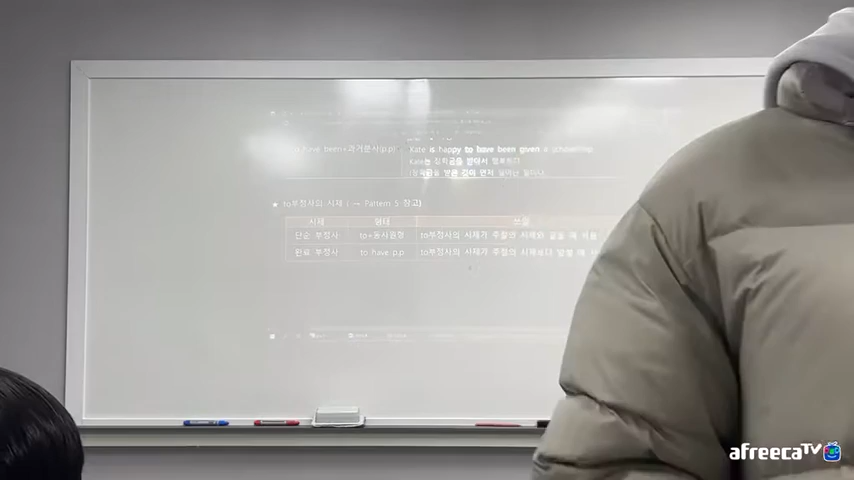 to have been+과거분사(p.p)
Kate is happy to have been given a scholarship.
Kate는 장학금을 받아서 행복하다.
(장학금을 받은 것이 먼저 일어난 일이다.)
★ to부정사의 시제 ( → Pattern 5 참고)
시제 형태 쓰임
단순 부정사 to+동사원형 to부정사의 시제가 주절의 시제와 같을 때 사용
완료 부정사 to have p.p to부정사의 시제가 주절의 시제보다 앞설 때
afreecaTV